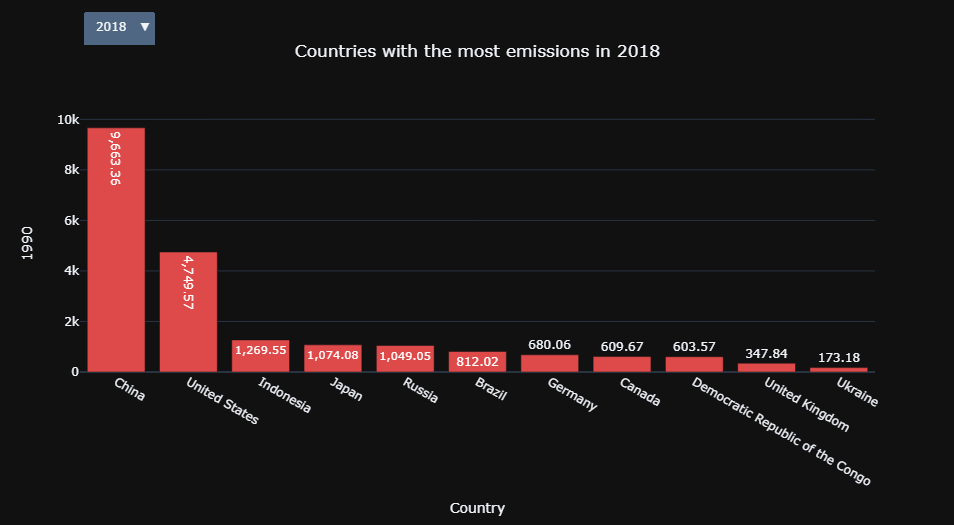 2018 ▼
Countries with the most emissions in 2018
10k
8k
6k
4k
2k
0
1990
9,663.36
4,749.57
1,269.55
1,074.08
1,049.05
812.02
680.06
609.67
603.57
347.84
173.18
China
United States
Indonesia
Japan
Russia
Brazil
Germany
Canada
Democratic Republic of the Congo
United Kingdom
Ukraine
Country